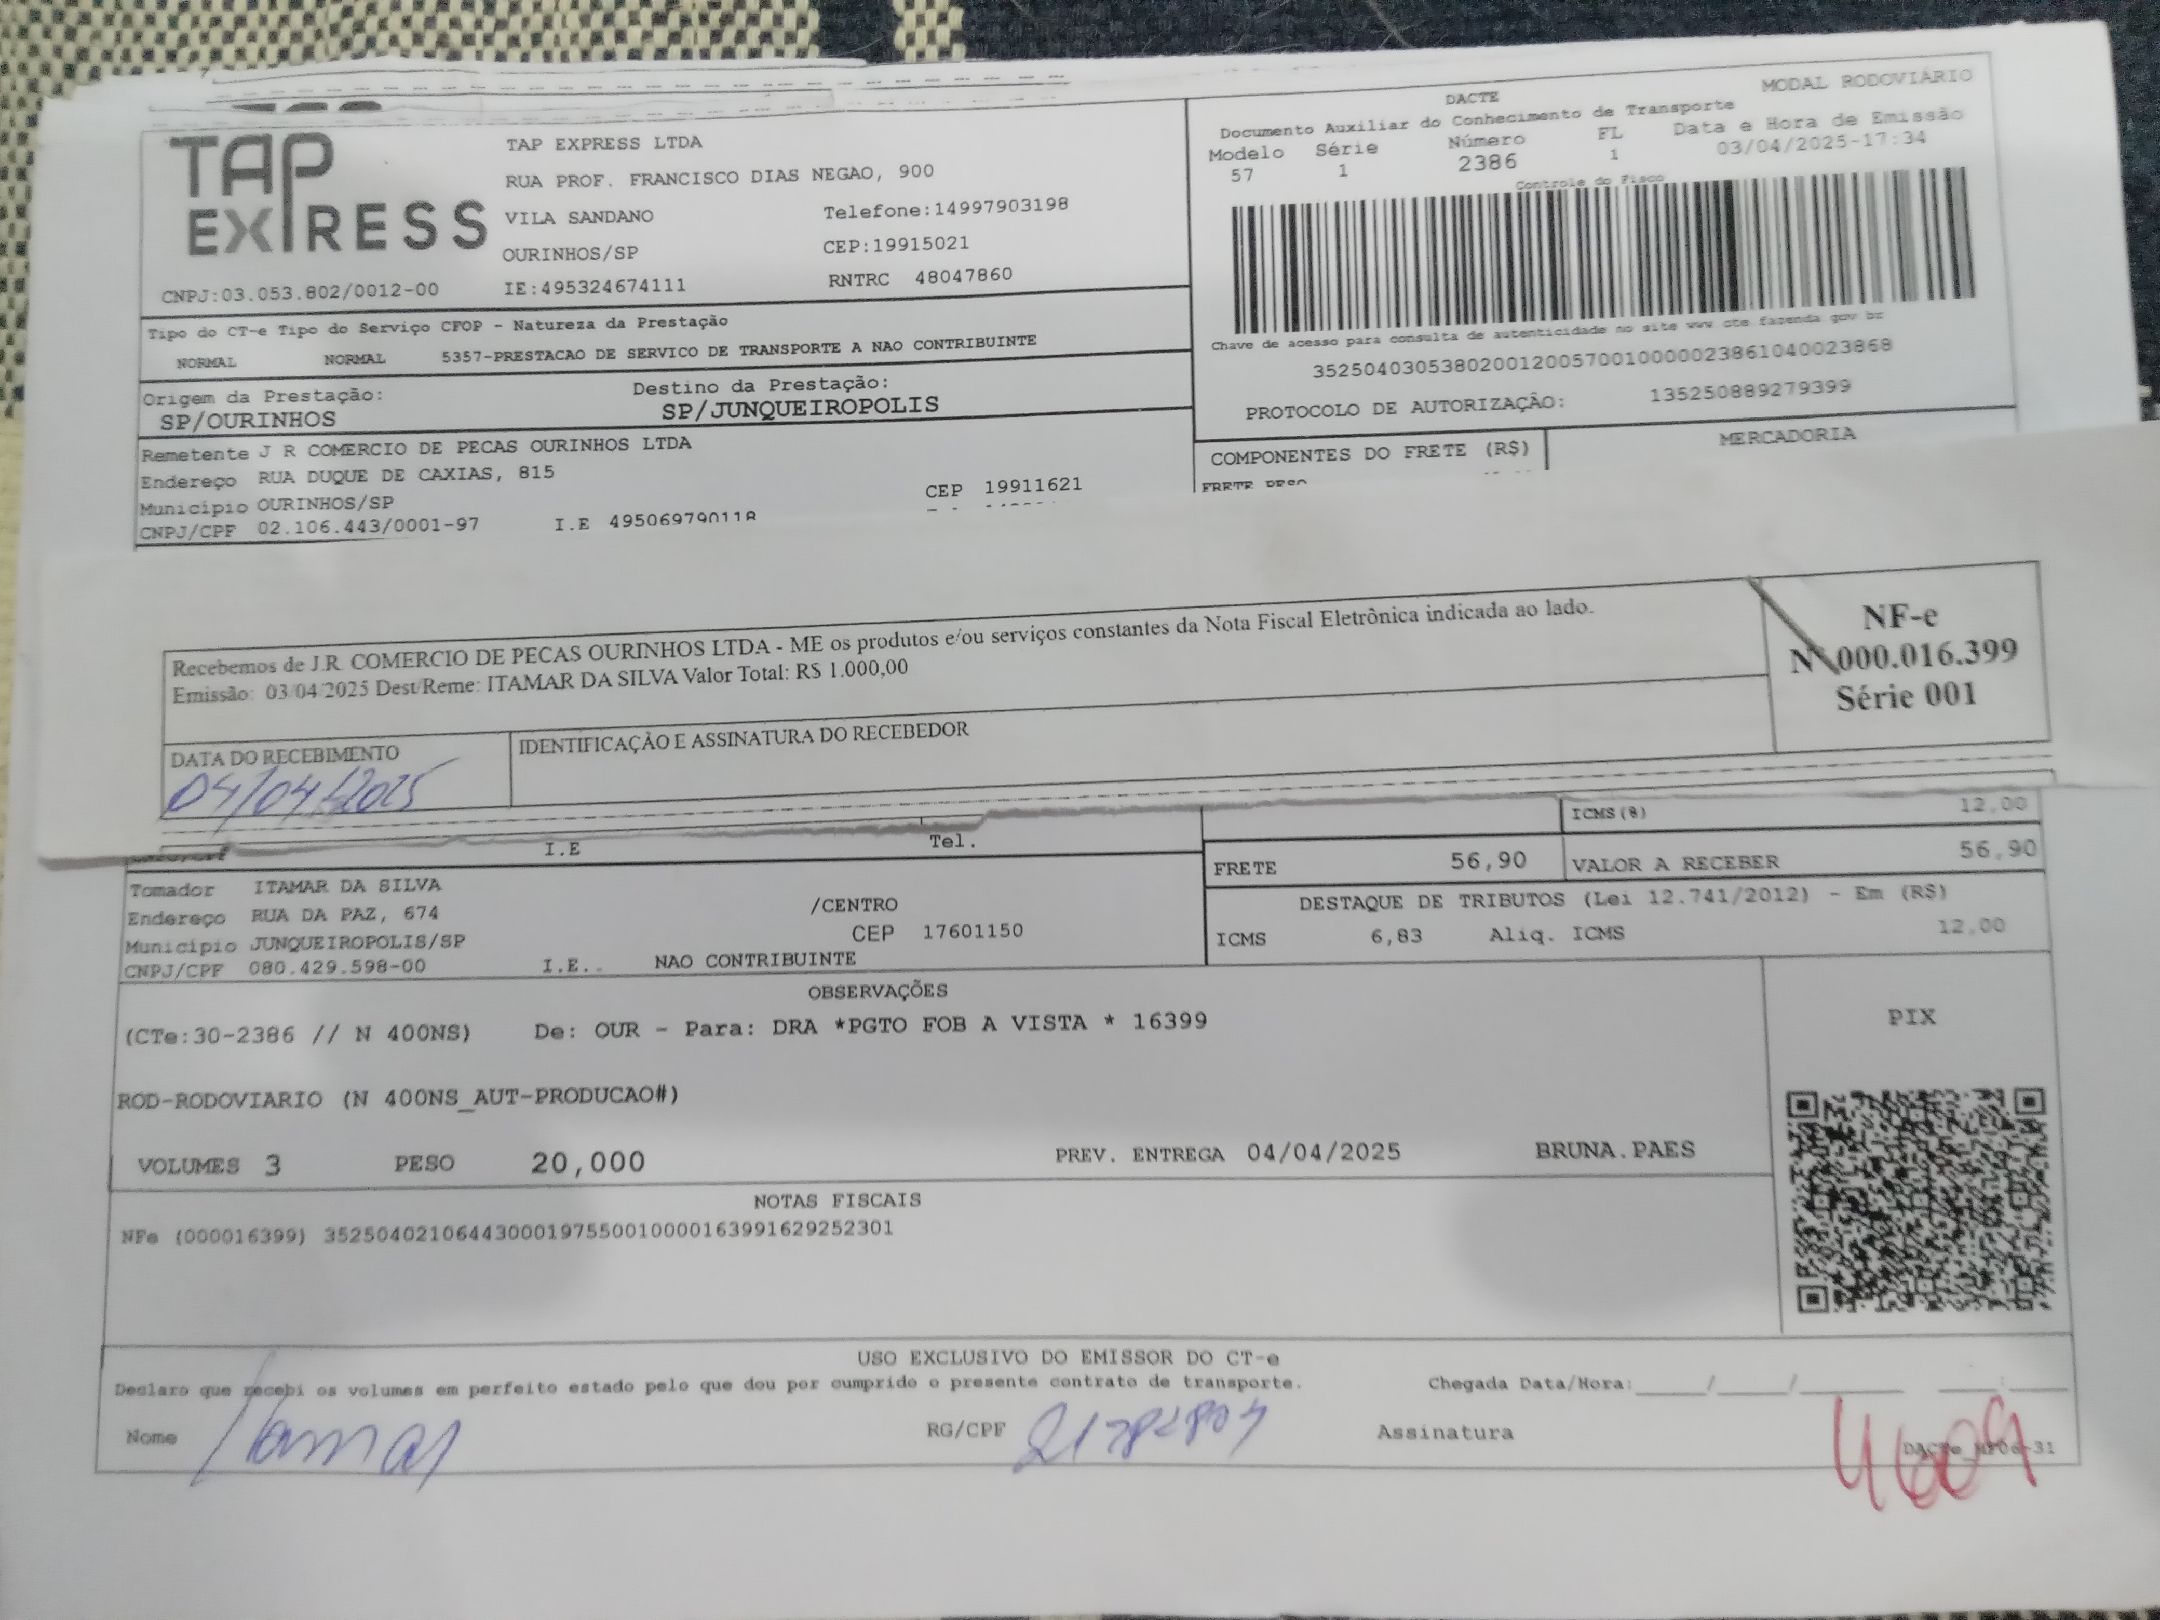 TAP EXPRESS
TAP EXPRESS LTDA
RUA PROF. FRANCISCO DIAS NEGAO, 900
VILA SANDANO Telefone:14997903198
OURINHOS/SP CEP:19915021
CNPJ:03.053.802/0012-00 IE:495324674111 RNTRC 48047860
MODAL RODOVIÁRIO
DACTE
Documento Auxiliar do Conhecimento de Transporte
Modelo Série Número FL Data e Hora de Emissão
57 1 2386 1 03/04/2025-17:34
Controle do Fisco
Chave de acesso para consulta de autenticidade no site www cte fazenda gov br
35250403053802001200570010000023861040023868
PROTOCOLO DE AUTORIZAÇÃO: 135250889279399
Tipo do CT-e Tipo do Serviço CFOP - Natureza da Prestação
NORMAL NORMAL 5357-PRESTACAO DE SERVICO DE TRANSPORTE A NAO CONTRIBUINTE
Origem da Prestação: Destino da Prestação:
SP/OURINHOS SP/JUNQUEIROPOLIS
Remetente J R COMERCIO DE PECAS OURINHOS LTDA
Endereço RUA DUQUE DE CAXIAS, 815
Município OURINHOS/SP CEP 19911621
CNPJ/CPF 02.106.443/0001-97 I.E 495069790118
COMPONENTES DO FRETE (R$) MERCADORIA
FRETE PESO
Recebemos de J.R. COMERCIO DE PECAS OURINHOS LTDA - ME os produtos e/ou serviços constantes da Nota Fiscal Eletrônica indicada ao lado.
Emissão: 03/04/2025 Dest/Reme: ITAMAR DA SILVA Valor Total: R$ 1.000,00
NF-e
Nº 000.016.399
Série 001
DATA DO RECEBIMENTO IDENTIFICAÇÃO E ASSINATURA DO RECEBEDOR
04/04/2025
I.E Tel.
ICMS(%) 12,00
FRETE 56,90 VALOR A RECEBER 56,90
Tomador ITAMAR DA SILVA
Endereço RUA DA PAZ, 674 /CENTRO
Município JUNQUEIROPOLIS/SP CEP 17601150
CNPJ/CPF 080.429.598-00 I.E.. NAO CONTRIBUINTE
DESTAQUE DE TRIBUTOS (Lei 12.741/2012) - Em (R$)
ICMS 6,83 Aliq. ICMS 12,00
OBSERVAÇÕES
(CTe:30-2386 // N 400NS) De: OUR - Para: DRA *PGTO FOB A VISTA * 16399
PIX
ROD-RODOVIARIO (N 400NS_AUT-PRODUCAO#)
VOLUMES 3 PESO 20,000 PREV. ENTREGA 04/04/2025 BRUNA.PAES
NOTAS FISCAIS
NFe (000016399) 35250402106443000197550010000163991629252301
USO EXCLUSIVO DO EMISSOR DO CT-e
Declaro que recebi os volumes em perfeito estado pelo que dou por cumprido o presente contrato de transporte. Chegada Data/Hora:_____/_____/_______ ____:____
Nome Itamar RG/CPF Assinatura
4609